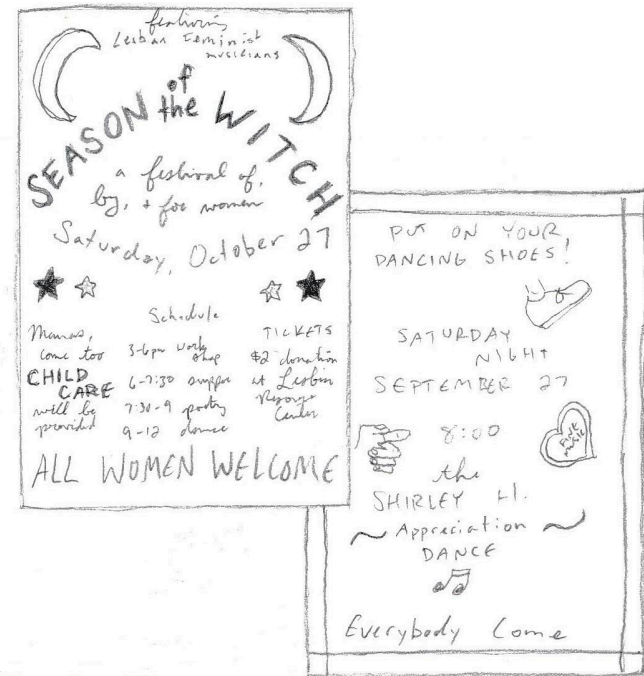 featuring
Lesbian Feminist
musicians
SEASON of the WITCH
a festival of,
by, + for women
Saturday, October 27
Schedule
Mamas,
come too
CHILD
CARE
will be
provided
3-6pm work
shop
6-7:30 supper
7:30-9 poetry
9-12 dance
TICKETS
$2 donation
at Lesbian
Resource
Center
ALL WOMEN WELCOME
PUT ON YOUR
DANCING SHOES!
SATURDAY
NIGHT
SEPTEMBER 27
8:00
LIVE
MUSIC
the
SHIRLEY H.
Appreciation
DANCE
Everybody Come